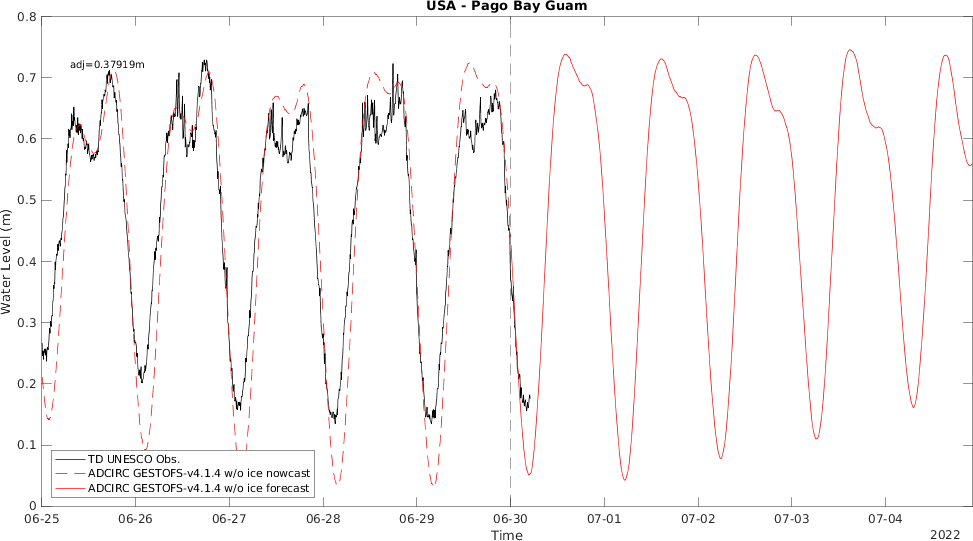 USA - Pago Bay Guam
0.8
0.7
0.6
0.5
0.4
0.3
0.2
0.1
0
Water Level (m)
adj=0.37919m
TD UNESCO Obs.
ADCIRC GESTOFS-v4.1.4 w/o ice nowcast
ADCIRC GESTOFS-v4.1.4 w/o ice forecast
06-25 06-26 06-27 06-28 06-29 06-30 07-01 07-02 07-03 07-04
Time
2022